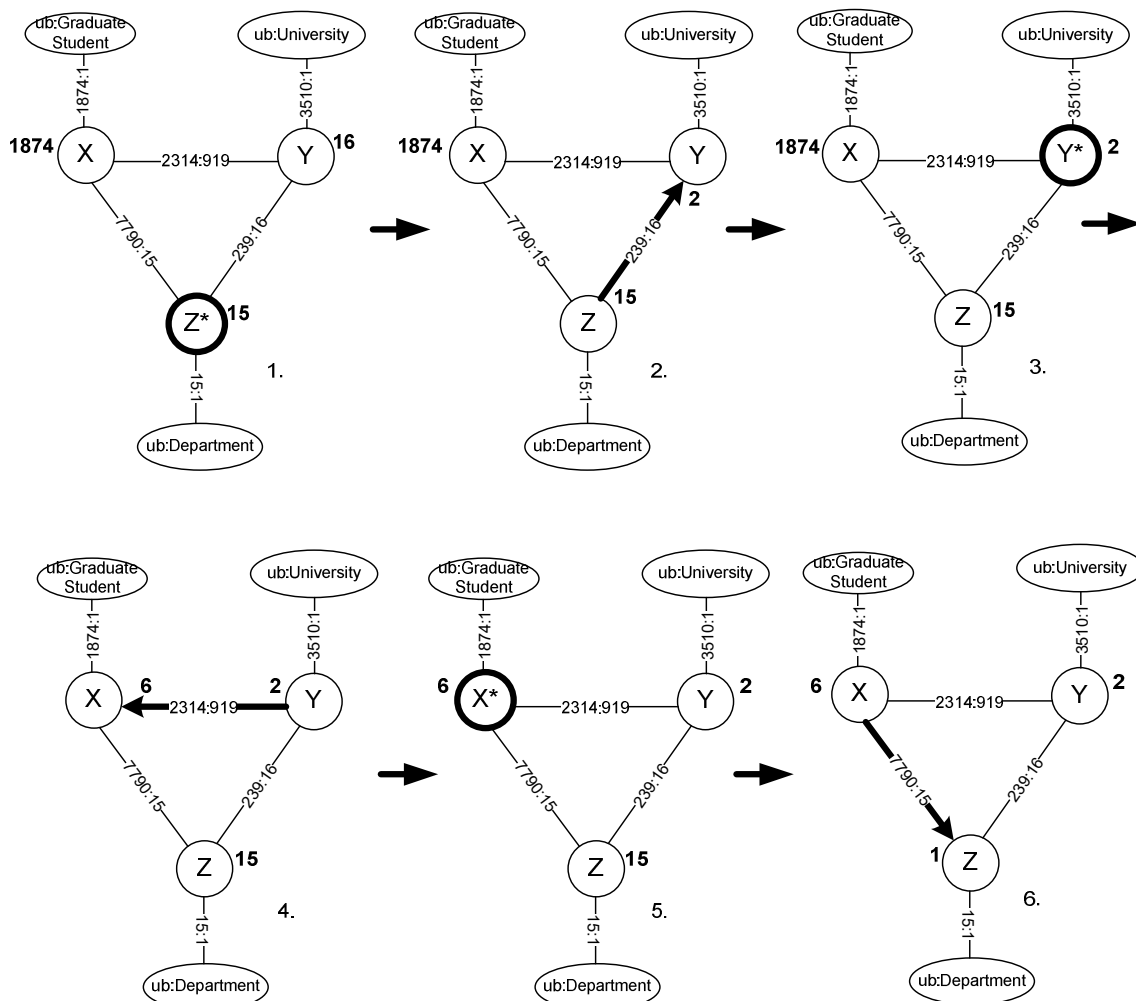 ub:Graduate
Student
ub:University
1874:1
3510:1
1874
X
2314:919
Y
16
7790:15
239:16
Z*
15
15:1
ub:Department
1.
ub:Graduate
Student
ub:University
1874:1
3510:1
1874
X
2314:919
Y
2
7790:15
239:16
Z
15
15:1
ub:Department
2.
ub:Graduate
Student
ub:University
1874:1
3510:1
1874
X
2314:919
Y*
2
7790:15
239:16
Z
15
15:1
ub:Department
3.
ub:Graduate
Student
ub:University
1874:1
3510:1
X
6
2314:919
2
Y
7790:15
239:16
Z
15
15:1
ub:Department
4.
ub:Graduate
Student
ub:University
1874:1
3510:1
6
X*
2314:919
Y
2
7790:15
239:16
Z
15
15:1
ub:Department
5.
ub:Graduate
Student
ub:University
1874:1
3510:1
6
X
2314:919
Y
2
7790:15
239:16
1
Z
15:1
ub:Department
6.